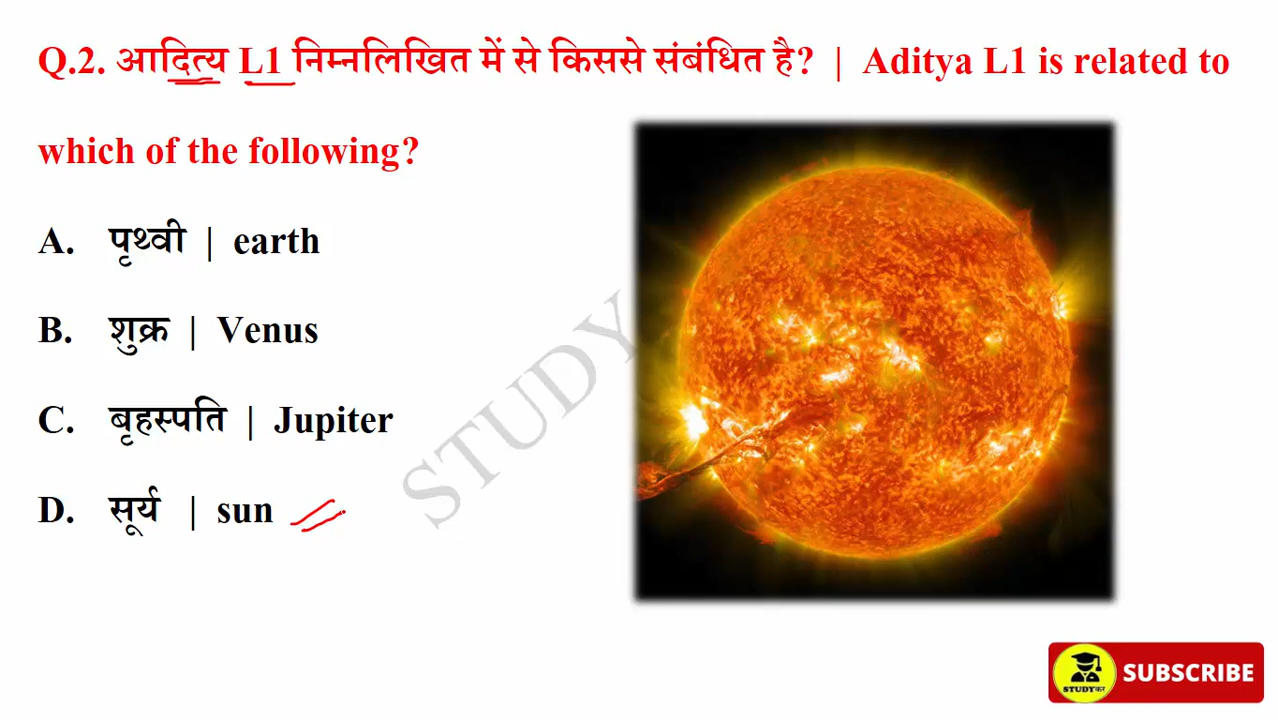 Q.2. आदित्य L1 निम्नलिखित में से किससे संबंधित है? | Aditya L1 is related to
which of the following?
A. पृथ्वी | earth
B. शुक्र | Venus
C. बृहस्पति | Jupiter
D. सूर्य | sun
STUDY
SUBSCRIBE
STUDYकर